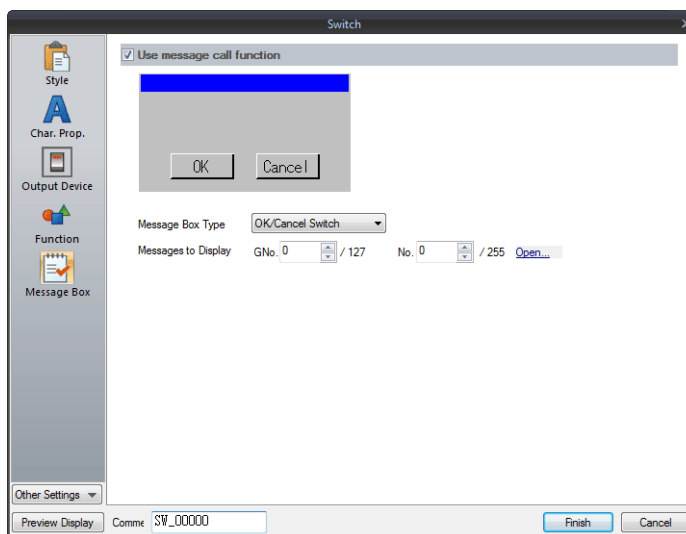 Switch
Use message call function
Style
Char. Prop.
Output Device
Function
Message Box
OK Cancel
Message Box Type OK/Cancel Switch
Messages to Display GNo. 0 / 127 No. 0 / 255 Open...
Other Settings
Preview Display Comme SW_00000 Finish Cancel